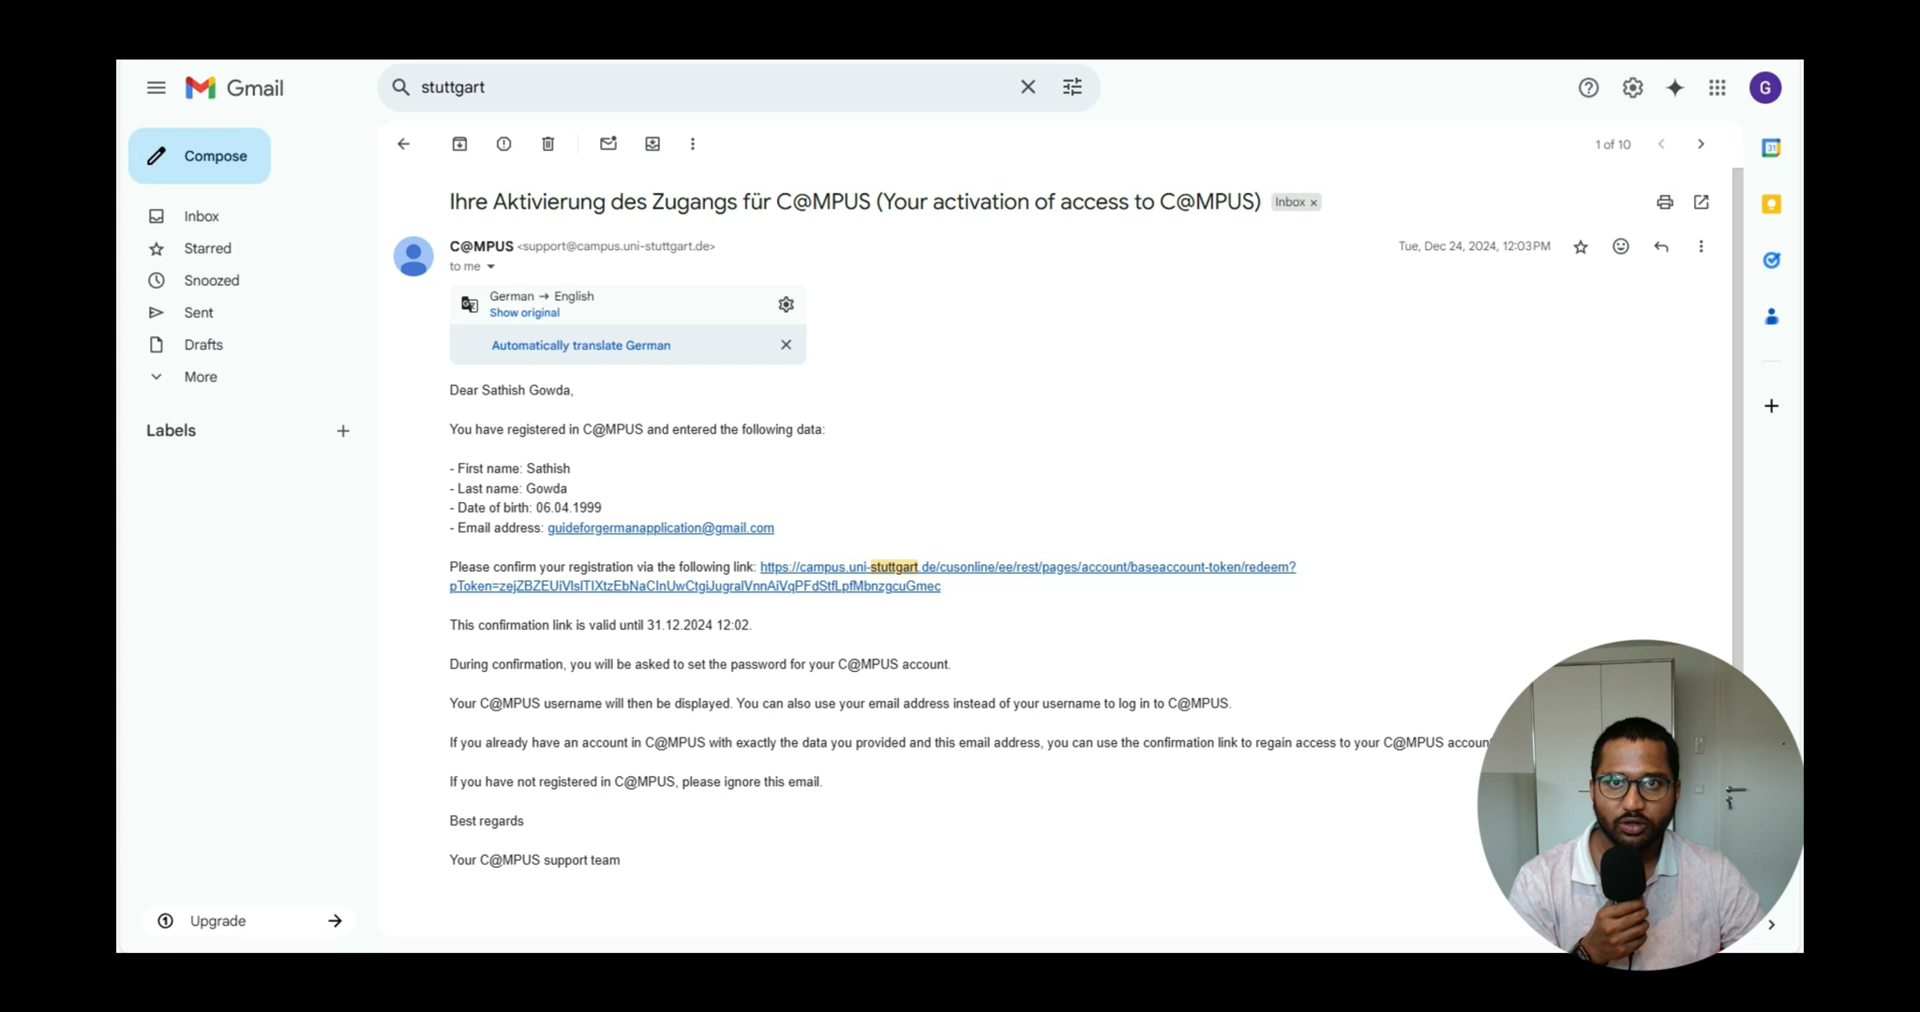 Gmail
stuttgart
G
Compose
1 of 10
31
Ihre Aktivierung des Zugangs für C@MPUS (Your activation of access to C@MPUS) Inbox x
Inbox
Starred
Snoozed
Sent
Drafts
More
Labels
C@MPUS <support@campus.uni-stuttgart.de>
Tue, Dec 24, 2024, 12:03 PM
to me
German → English
Show original
Automatically translate German
Dear Sathish Gowda,
You have registered in C@MPUS and entered the following data:
- First name: Sathish
- Last name: Gowda
- Date of birth: 06.04.1999
- Email address: guideforgermanapplication@gmail.com
Please confirm your registration via the following link: https://campus.uni-stuttgart.de/cusonline/ee/rest/pages/account/baseaccount-token/redeem?
This confirmation link is valid until 31.12.2024 12:02.
During confirmation, you will be asked to set the password for your C@MPUS account.
Your C@MPUS username will then be displayed. You can also use your email address instead of your username to log in to C@MPUS.
If you already have an account in C@MPUS with exactly the data you provided and this email address, you can use the confirmation link to regain access to your C@MPUS accoun
If you have not registered in C@MPUS, please ignore this email.
Best regards
Your C@MPUS support team
Upgrade